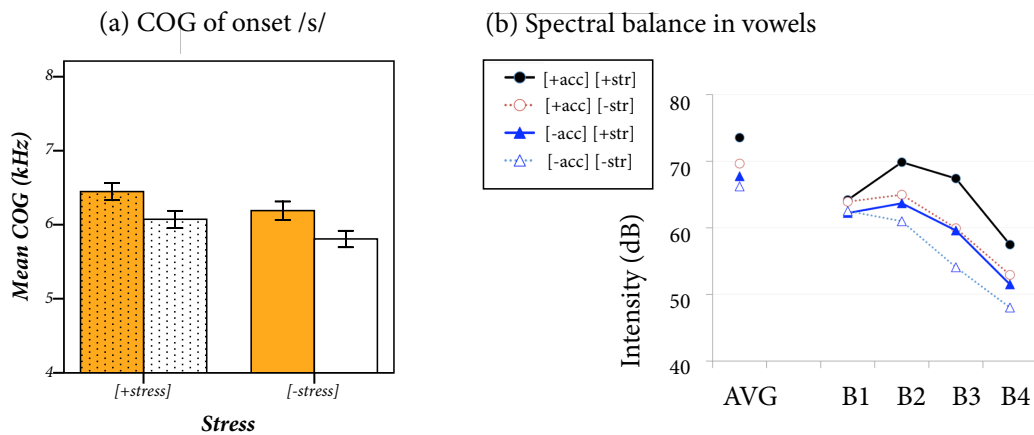 (a) COG of onset /s/
8
7
6
5
4
Mean COG (kHz)
[+stress]
[-stress]
Stress
(b) Spectral balance in vowels
[+acc] [+str]
[+acc] [-str]
[-acc] [+str]
[-acc] [-str]
80
70
60
50
40
Intensity (dB)
AVG B1 B2 B3 B4